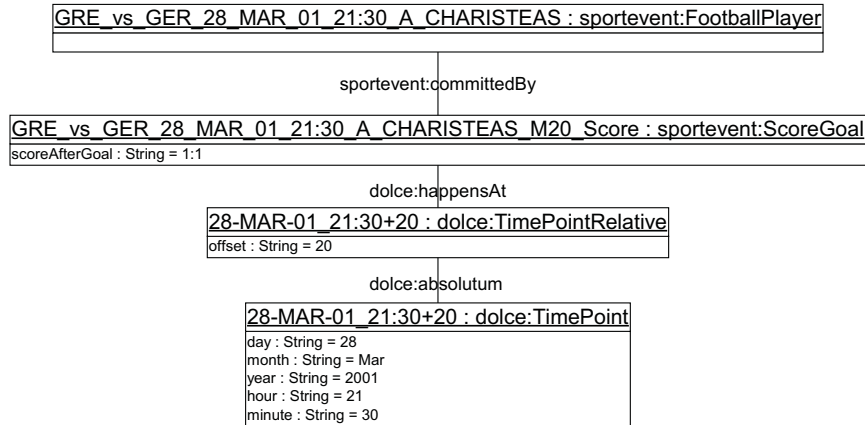 GRE_vs_GER_28_MAR_01_21:30_A_CHARISTEAS : sportevent:FootballPlayer
sportevent:committedBy
GRE_vs_GER_28_MAR_01_21:30_A_CHARISTEAS_M20_Score : sportevent:ScoreGoal
scoreAfterGoal : String = 1:1
dolce:happensAt
28-MAR-01_21:30+20 : dolce:TimePointRelative
offset : String = 20
dolce:absolutum
28-MAR-01_21:30+20 : dolce:TimePoint
day : String = 28
month : String = Mar
year : String = 2001
hour : String = 21
minute : String = 30